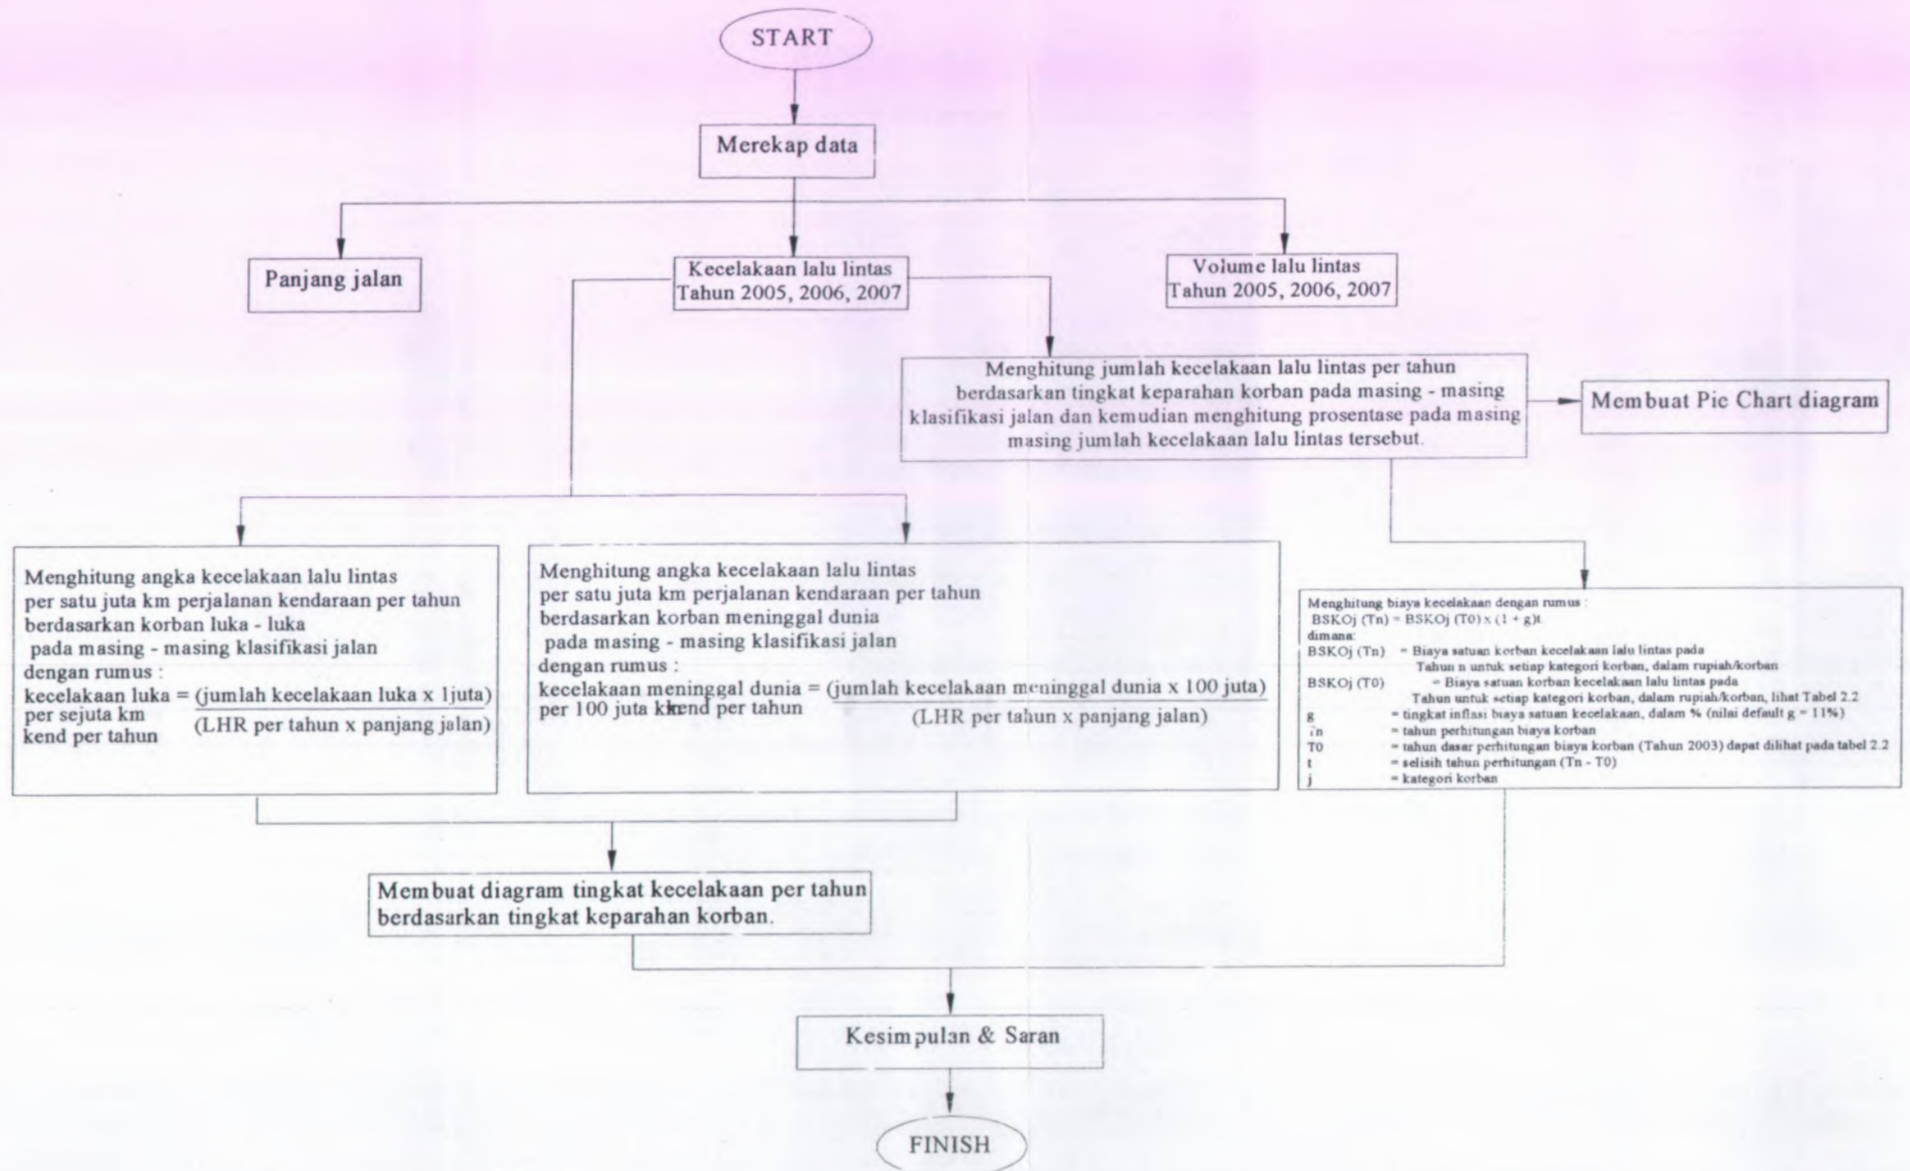 START
Merekap data
Panjang jalan
Kecelakaan lalu lintas
Tahun 2005, 2006, 2007
Volume lalu lintas
Tahun 2005, 2006, 2007
Menghitung jumlah kecelakaan lalu lintas per tahun
berdasarkan tingkat keparahan korban pada masing - masing
klasifikasi jalan dan kemudian menghitung prosentase pada masing
masing jumlah kecelakaan lalu lintas tersebut.
Membuat Pie Chart diagram
Menghitung angka kecelakaan lalu lintas
per satu juta km perjalanan kendaraan per tahun
berdasarkan korban luka - luka
pada masing - masing klasifikasi jalan
dengan rumus :
kecelakaan luka = (jumlah kecelakaan luka x 1juta)
per sejuta km
(LHR per tahun x panjang jalan)
kend per tahun
Menghitung angka kecelakaan lalu lintas
per satu juta km perjalanan kendaraan per tahun
berdasarkan korban meninggal dunia
pada masing - masing klasifikasi jalan
dengan rumus :
kecelakaan meninggal dunia = (jumlah kecelakaan meninggal dunia x 100 juta)
per 100 juta kend per tahun
(LHR per tahun x panjang jalan)
Menghitung biaya kecelakaan dengan rumus :
BSKOj (Tn) = BSKOj (T0) x (1 + g)t
dimana:
BSKOj (Tn) = Biaya satuan korban kecelakaan lalu lintas pada
Tahun n untuk setiap kategori korban, dalam rupiah/korban
BSKOj (T0) = Biaya satuan korban kecelakaan lalu lintas pada
Tahun untuk setiap kategori korban, dalam rupiah/korban, lihat Tabel 2.2
g = tingkat inflasi biaya satuan kecelakaan, dalam % (nilai default g = 11%)
Tn = tahun perhitungan biaya korban
T0 = tahun dasar perhitungan biaya korban (Tahun 2003) dapat dilihat pada tabel 2.2
t = selisih tahun perhitungan (Tn - T0)
j = kategori korban
Membuat diagram tingkat kecelakaan per tahun
berdasarkan tingkat keparahan korban.
Kesimpulan & Saran
FINISH